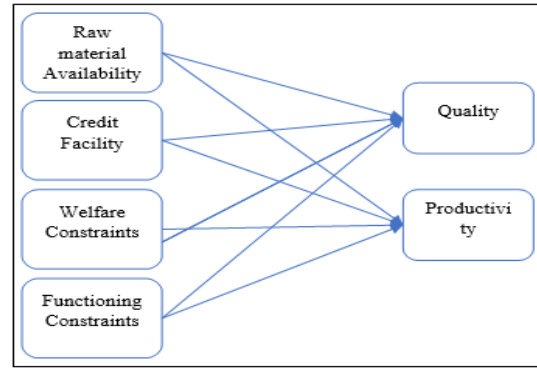 Raw
material
Availability
Credit
Facility
Welfare
Constraints
Functioning
Constraints
Quality
Productivi
ty